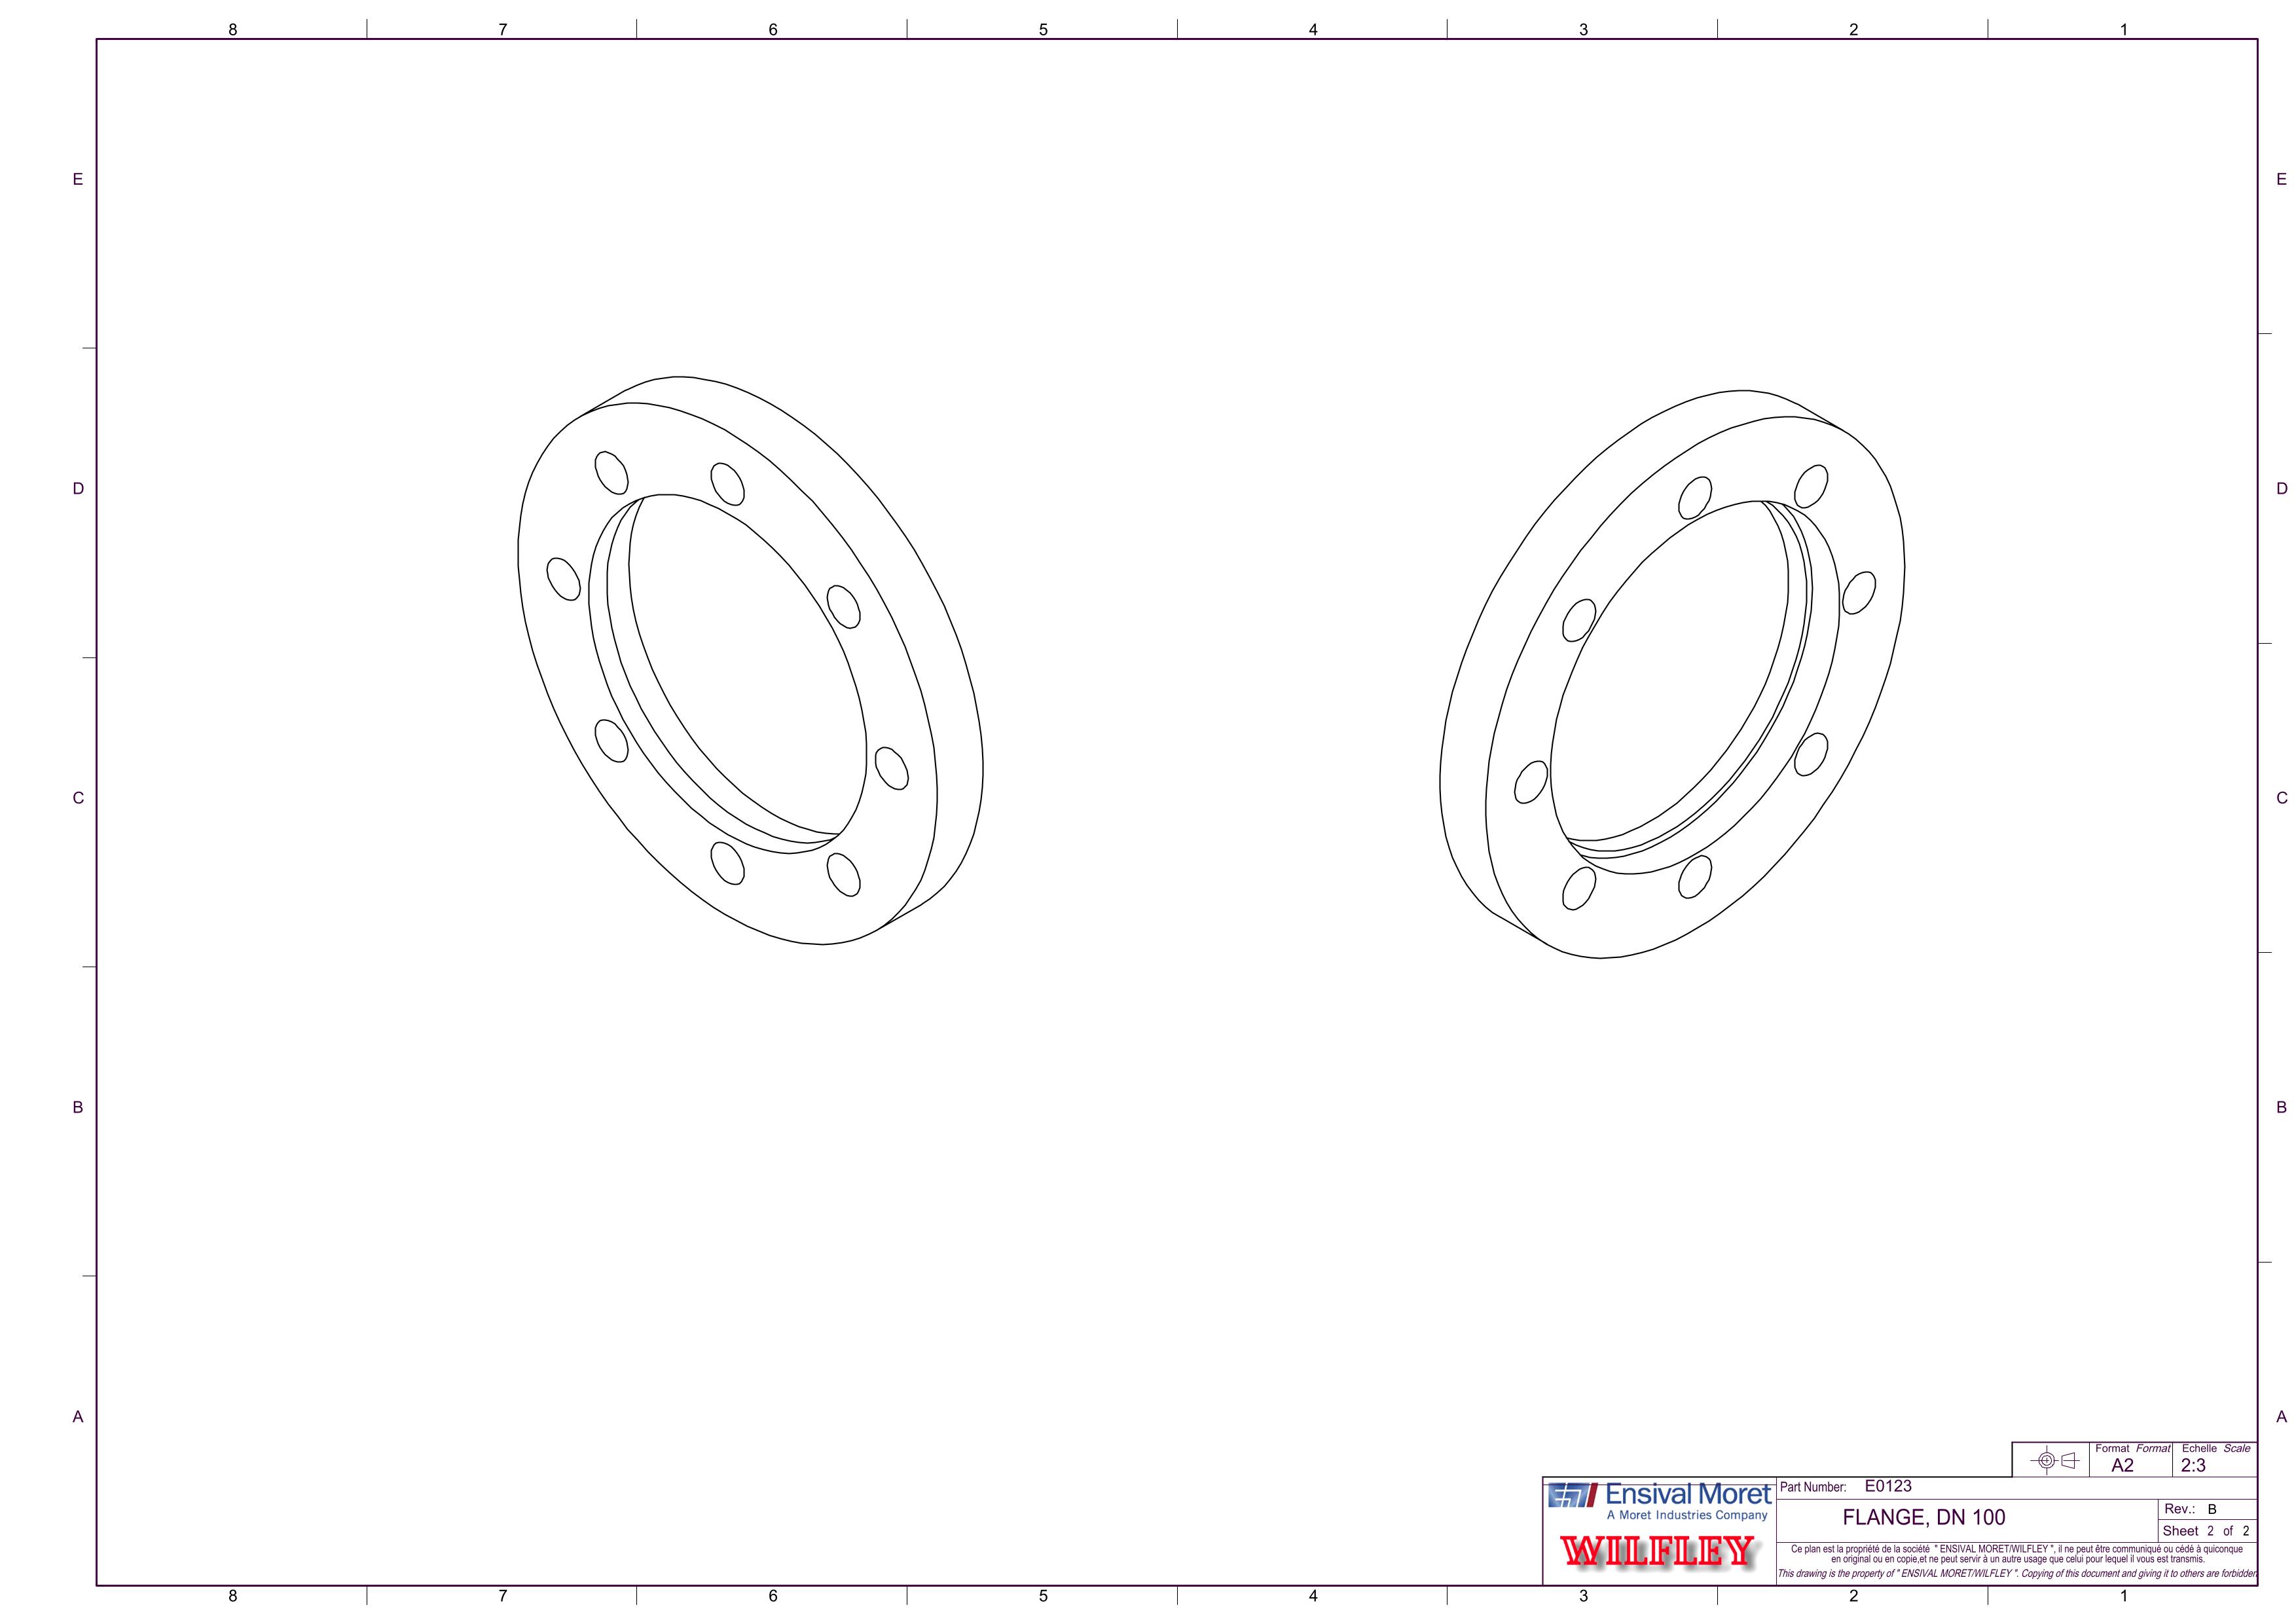 8 7 6 5 4 3 2 1
E E
D D
C C
B B
A A
Format Format Echelle Scale
A2 2:3
Ensival Moret
A Moret Industries Company
WILFLEY
Part Number: E0123
FLANGE, DN 100
Rev.: B
Sheet 2 of 2
Ce plan est la propriété de la société " ENSIVAL MORET/WILFLEY ", il ne peut être communiqué ou cédé à quiconque
en original ou en copie,et ne peut servir à un autre usage que celui pour lequel il vous est transmis.
This drawing is the property of " ENSIVAL MORET/WILFLEY ". Copying of this document and giving it to others are forbidden
8 7 6 5 4 3 2 1